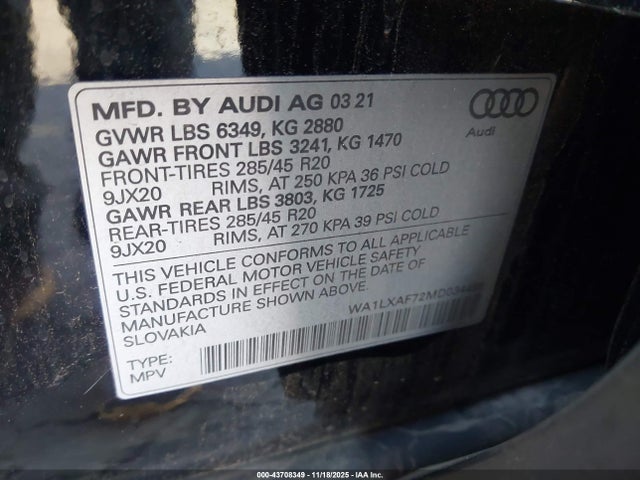 MFD. BY AUDI AG 03 21
GVWR LBS 6349, KG 2880
GAWR FRONT LBS 3241, KG 1470
FRONT-TIRES 285/45 R20
9JX20 RIMS, AT 250 KPA 36 PSI COLD
GAWR REAR LBS 3803, KG 1725
REAR-TIRES 285/45 R20
9JX20 RIMS, AT 270 KPA 39 PSI COLD
THIS VEHICLE CONFORMS TO ALL APPLICABLE
U.S. FEDERAL MOTOR VEHICLE SAFETY
STANDARDS IN EFFECT ON THE DATE OF
MANUFACTURE SHOWN ABOVE.
SLOVAKIA
TYPE:
MPV
Audi
000-43708349 - 11/18/2025 - IAA Inc.